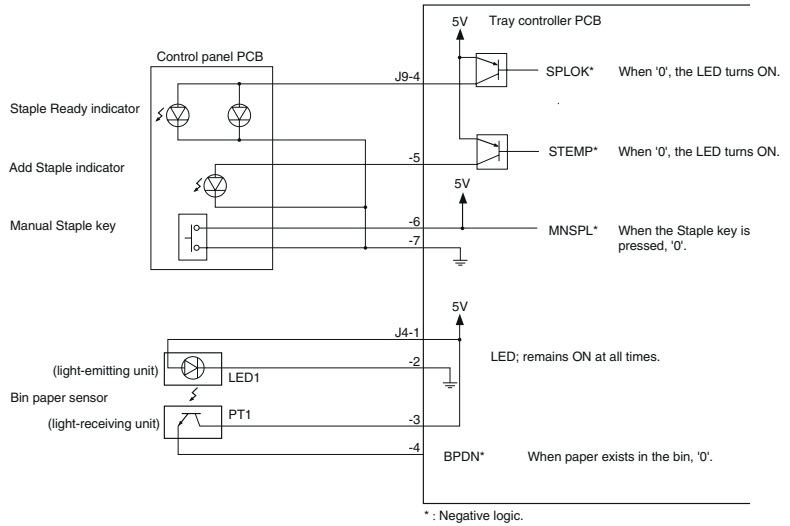 5V
Tray controller PCB
Control panel PCB
J9-4
SPLOK*
When '0', the LED turns ON.
Staple Ready indicator
-5
STEMP*
When '0', the LED turns ON.
Add Staple indicator
5V
Manual Staple key
-6
MNSPL*
When the Staple key is
pressed, '0'.
-7
5V
J4-1
LED; remains ON at all times.
-2
(light-emitting unit)
LED1
Bin paper sensor
PT1
(light-receiving unit)
-3
-4
BPDN*
When paper exists in the bin, '0'.
* : Negative logic.